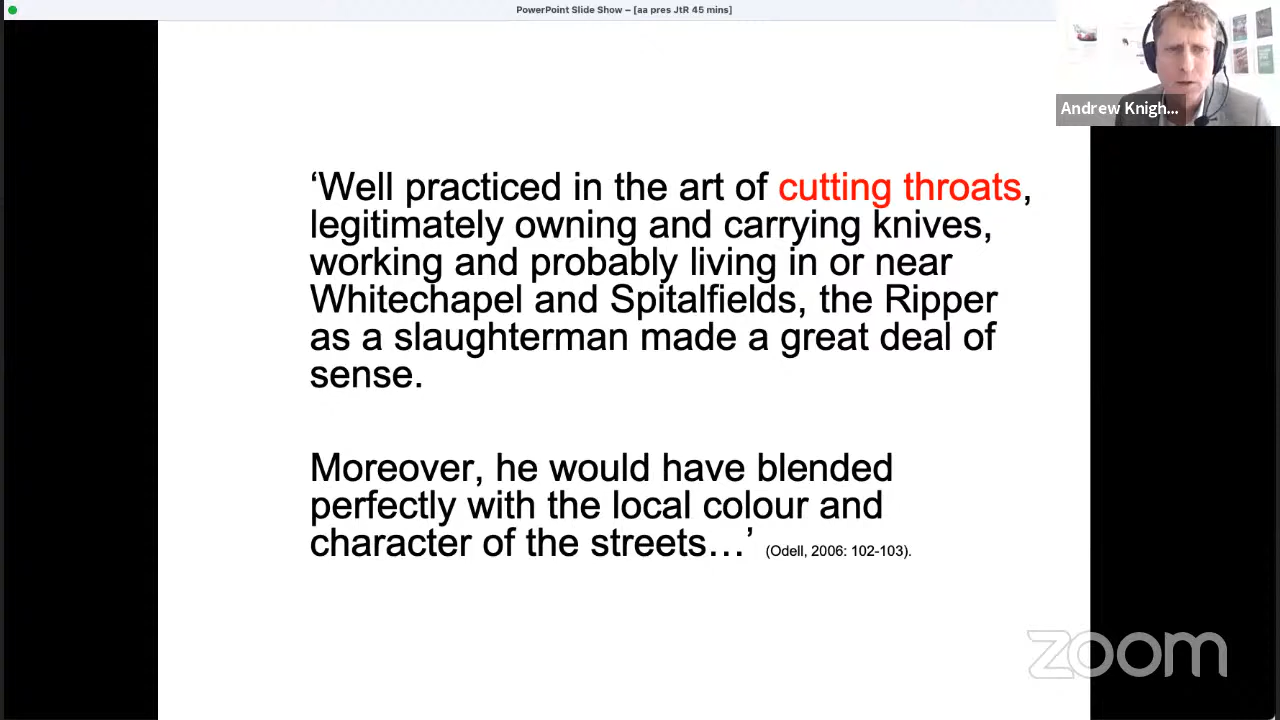 PowerPoint Slide Show – [aa pres JtR 45 mins]
Andrew Knigh...
‘Well practiced in the art of cutting throats,
legitimately owning and carrying knives,
working and probably living in or near
Whitechapel and Spitalfields, the Ripper
as a slaughterman made a great deal of
sense.
Moreover, he would have blended
perfectly with the local colour and
character of the streets…’ (Odell, 2006: 102-103).
zoom